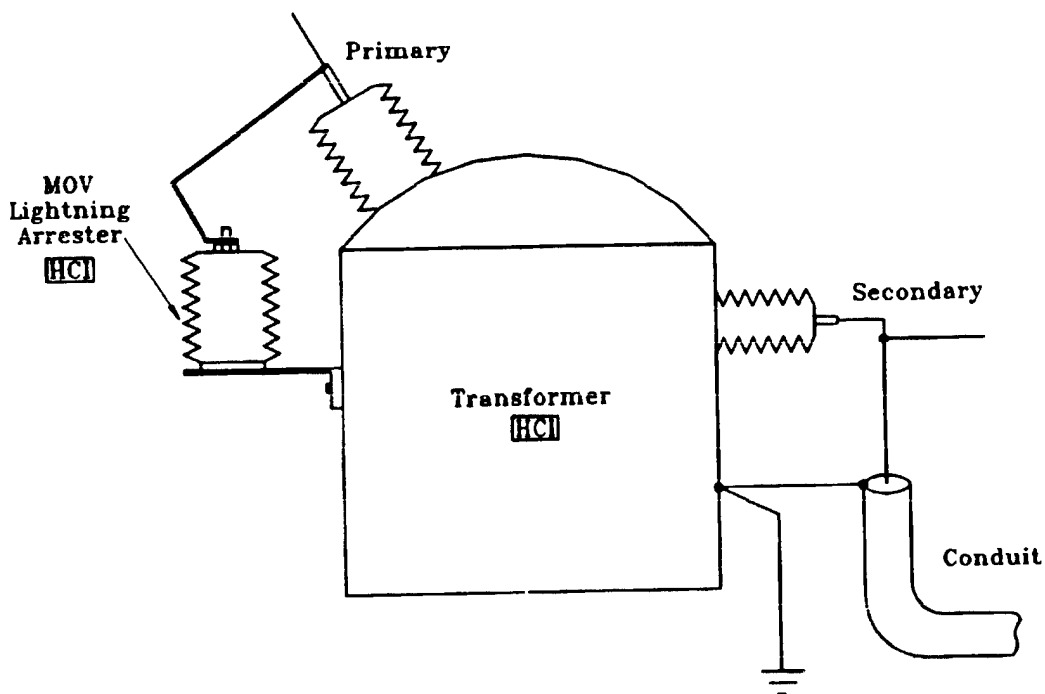 Primary
MOV
Lightning
Arrester
HCI
Secondary
Transformer
HCI
Conduit